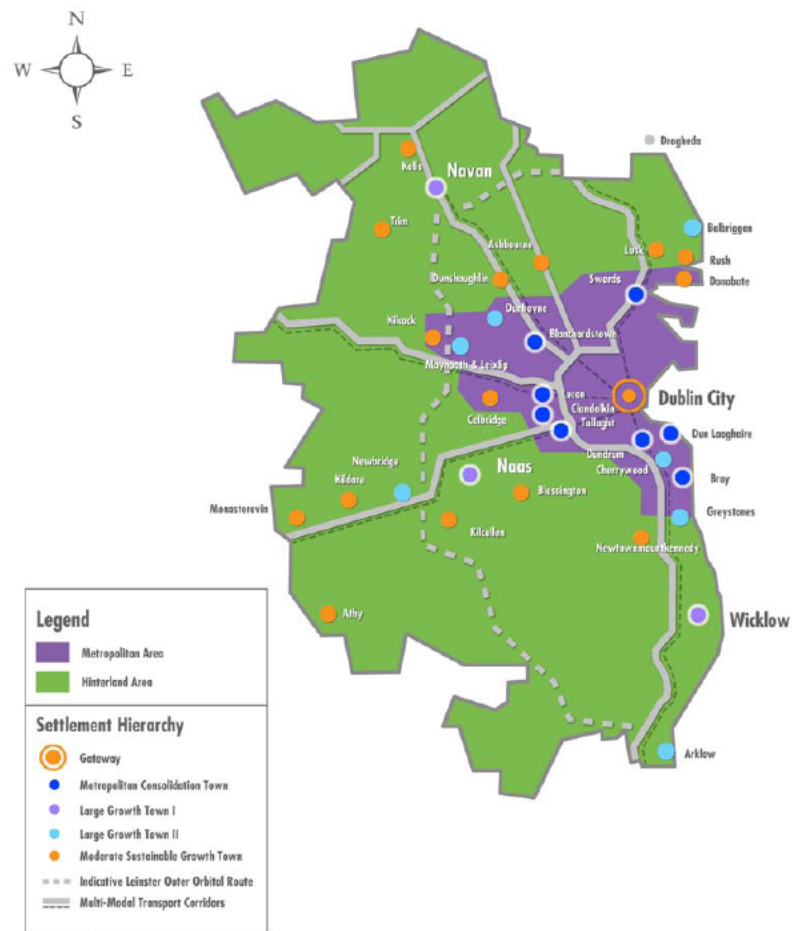 N
W
E
S
Drogheda
Kells
Navan
Trim
Balbriggan
Ashbourne
Lusk
Rush
Dunshaughlin
Swords
Donabate
Dunboyne
Kilcock
Blanchardstown
Maynooth & Leixlip
Lucan
Dublin City
Clondalkin
Celbridge
Tallaght
Dun Laoghaire
Dundrum
Newbridge
Naas
Cherrywood
Bray
Kildare
Blessington
Monasterevin
Greystones
Kilcullen
Newtownmountkennedy
Athy
Wicklow
Arklow
Legend
Metropolitan Area
Hinterland Area
Settlement Hierarchy
Gateway
Metropolitan Consolidation Town
Large Growth Town I
Large Growth Town II
Moderate Sustainable Growth Town
Indicative Leinster Outer Orbital Route
Multi-Modal Transport Corridors